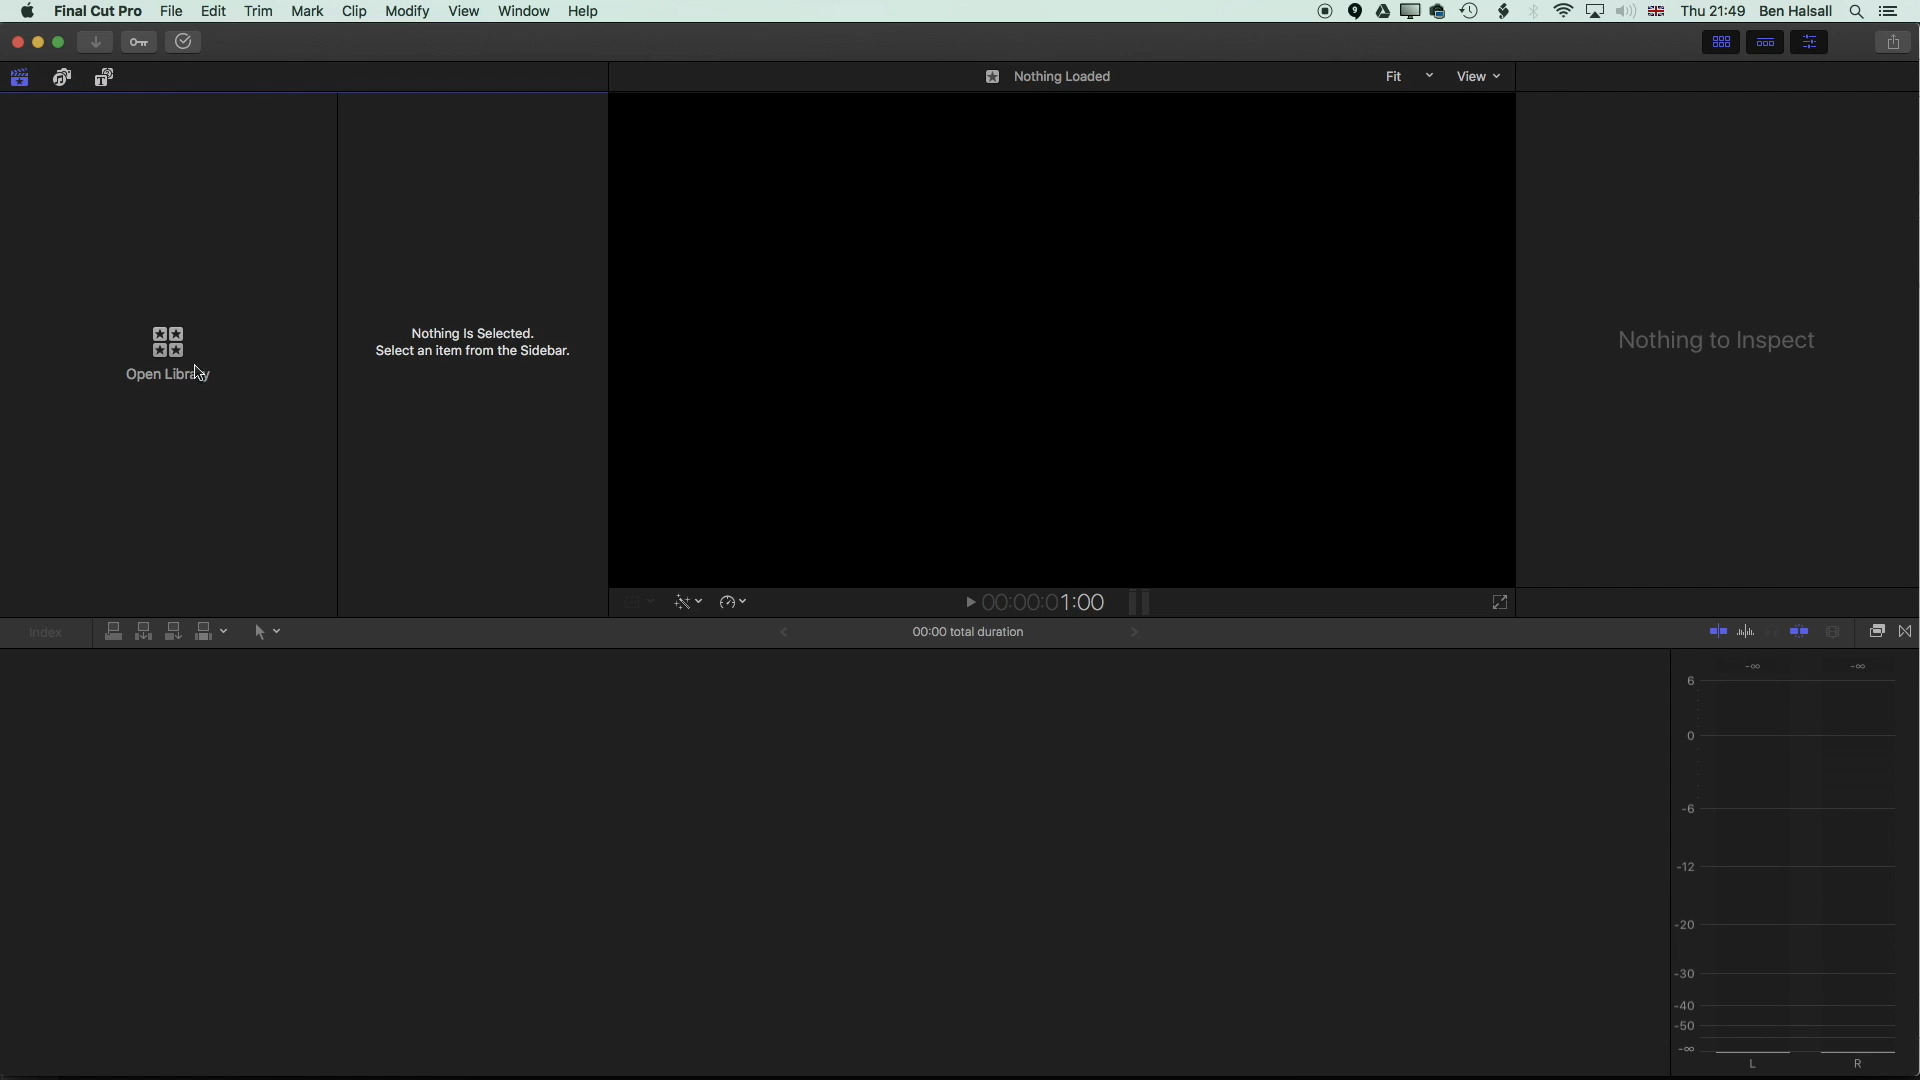 Final Cut Pro File Edit Trim Mark Clip Modify View Window Help 9 Thu 21:49 Ben Halsall
Nothing Loaded Fit View
Open Library
Nothing Is Selected.
Select an item from the Sidebar.
Nothing to Inspect
00:00:01:00
Index 00:00 total duration
-∞ -∞
6
0
-6
-12
-20
-30
-40
-50
-∞
L R